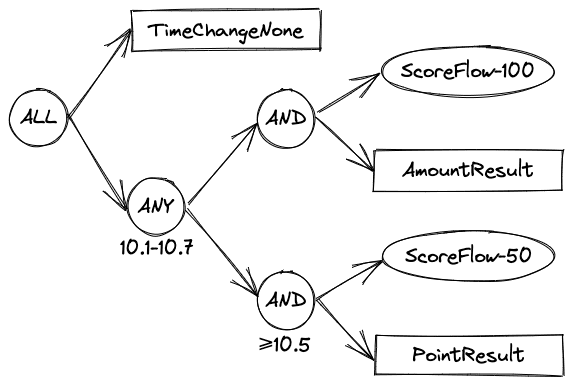 TimeChangeNone
ALL
ScoreFlow-100
AND
AmountResult
ANY
10.1-10.7
ScoreFlow-50
AND
≥10.5
PointResult